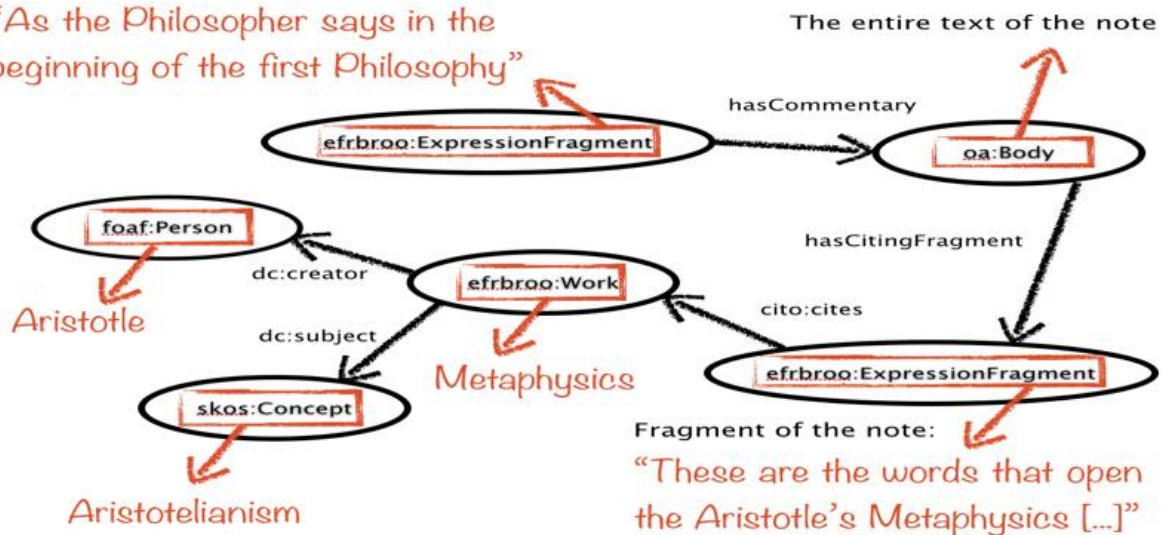 “As the Philosopher says in the
beginning of the first Philosophy”
The entire text of the note
hasCommentary
efrbroo:ExpressionFragment
oa:Body
foaf:Person
hasCitingFragment
dc:creator
efrbroo:Work
Aristotle
cito:cites
dc:subject
Metaphysics
efrbroo:ExpressionFragment
skos:Concept
Fragment of the note:
“These are the words that open
the Aristotle’s Metaphysics [...]”
Aristotelianism